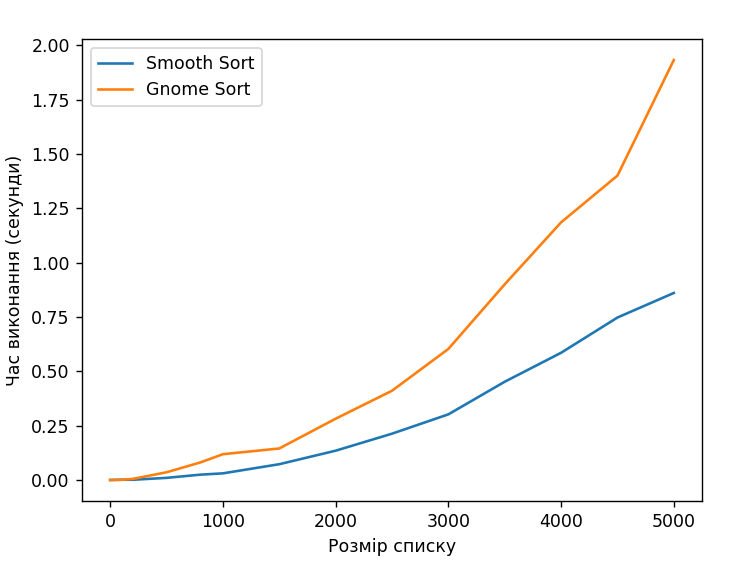 Smooth Sort
Gnome Sort
2.00
1.75
1.50
1.25
1.00
0.75
0.50
0.25
0.00
Час виконання (секунди)
0 1000 2000 3000 4000 5000
Розмір списку